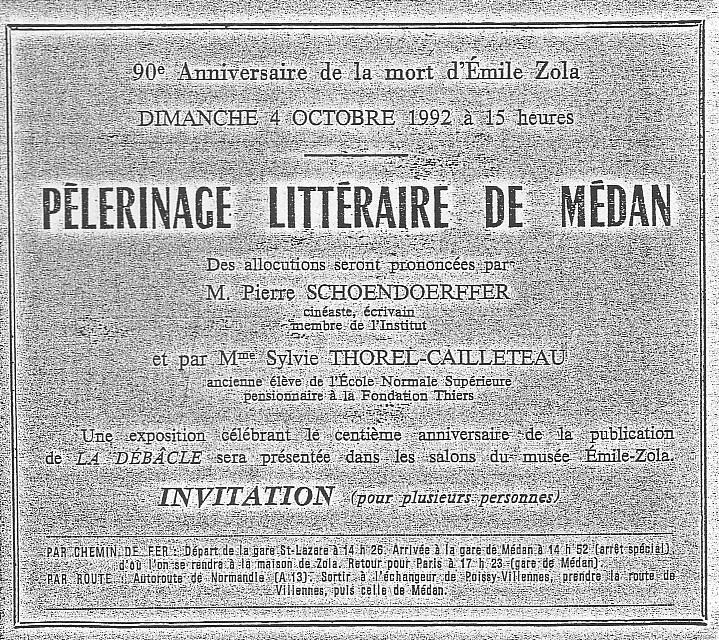 90e Anniversaire de la mort d'Émile Zola
DIMANCHE 4 OCTOBRE 1992 à 15 heures
PÈLERINAGE LITTÉRAIRE DE MÉDAN
Des allocutions seront prononcées par
M. Pierre SCHOENDOERFFER
cinéaste, écrivain
membre de l'Institut
et par Mme Sylvie THOREL-CAILLETEAU
ancienne élève de l'École Normale Supérieure
pensionnaire à la Fondation Thiers
Une exposition célébrant le centième anniversaire de la publication
de LA DÉBÂCLE sera présentée dans les salons du musée Émile-Zola.
INVITATION (pour plusieurs personnes)
PAR CHEMIN DE FER : Départ de la gare St-Lazare à 14 h 26. Arrivée à la gare de Médan à 14 h 52 (arrêt spécial),
d'où l'on se rendra à la maison de Zola. Retour pour Paris à 17 h 23 (gare de Médan).
PAR ROUTE : Autoroute de Normandie (A 13). Sortir à l'échangeur de Poissy-Villennes, prendre la route de
Villennes, puis celle de Médan.